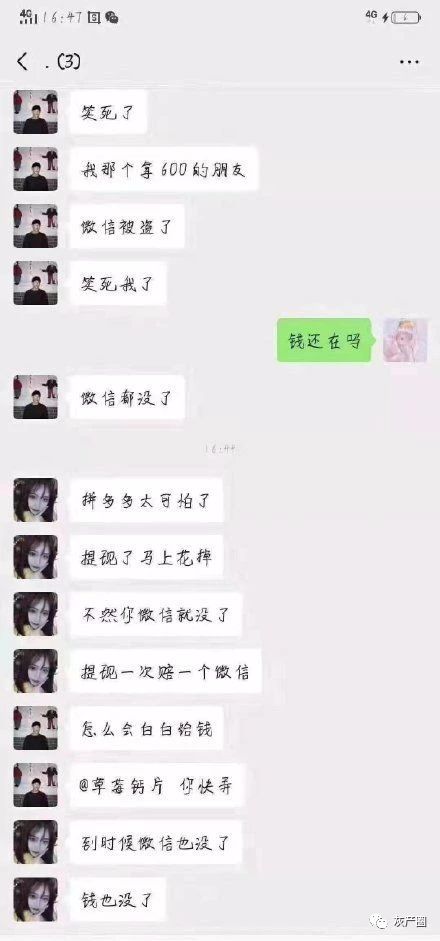 4G 16:47 4G 6
. (3)
笑死了
我那个拿600的朋友
微信被盗了
笑死我了
钱还在吗
微信都没了
16:44
拼多多太可怕了
提现了马上花掉
不然你微信就没了
提现一次赔一个微信
怎么会白白给钱
@草莓钙片 你快弄
到时候微信也没了
钱也没了
灰产圈